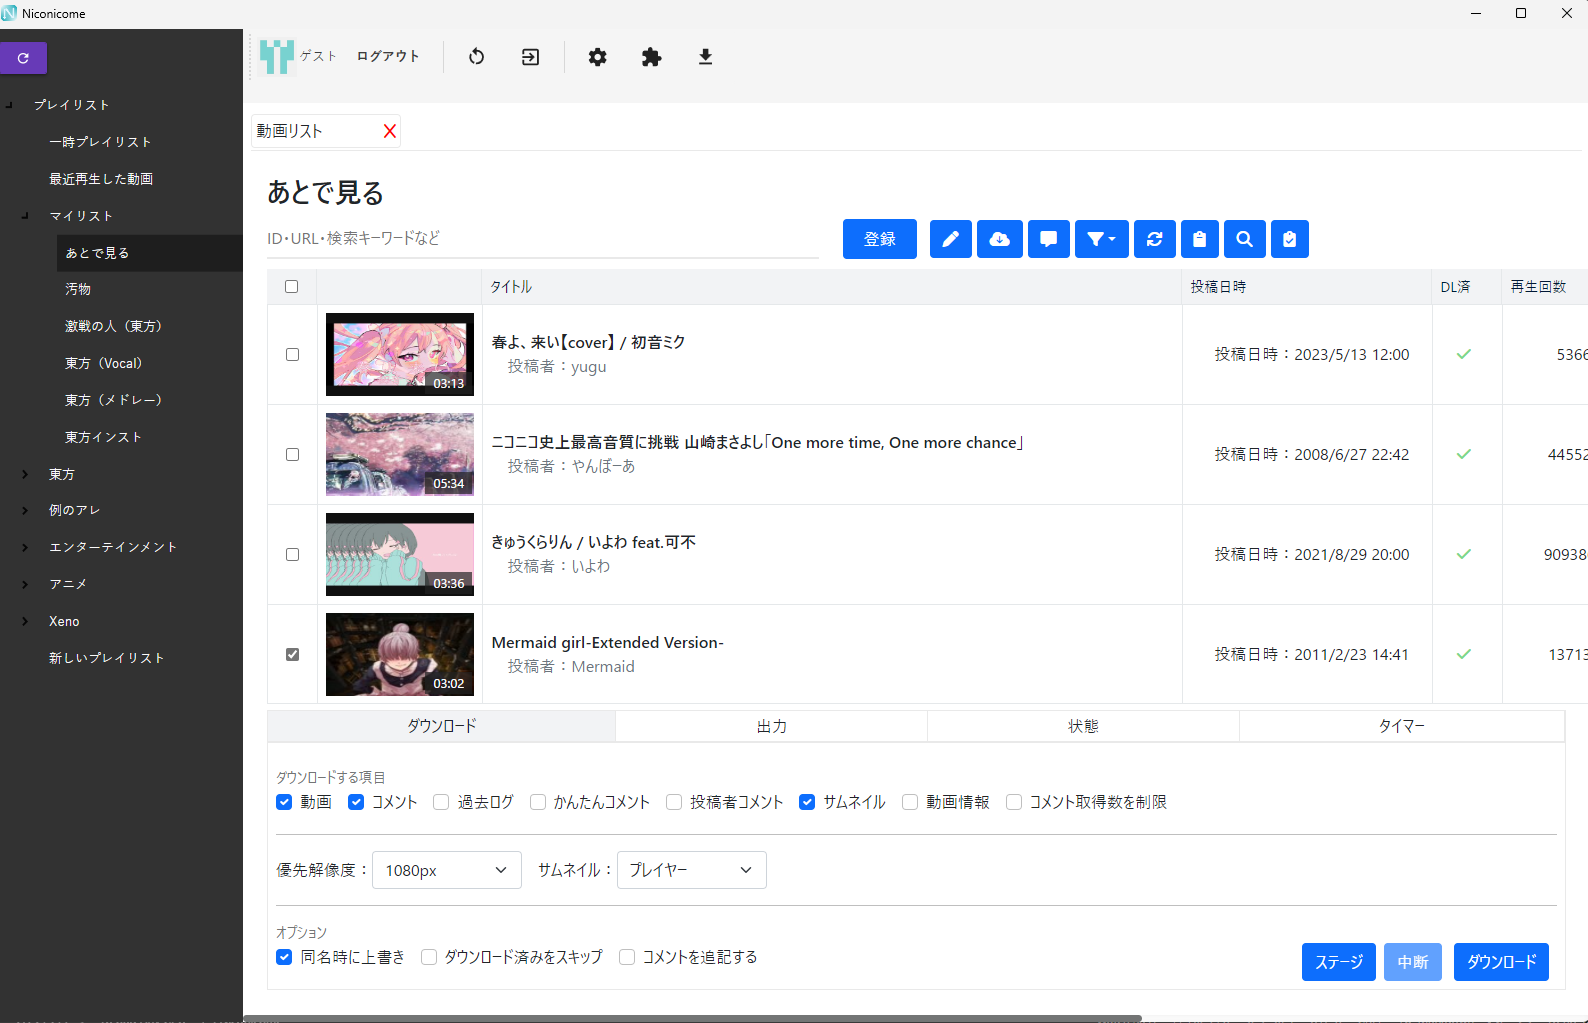 Niconicome
ゲスト ログアウト
プレイリスト
一時プレイリスト
最近再生した動画
マイリスト
あとで見る
汚物
激戦の人（東方）
東方（Vocal）
東方（メドレー）
東方インスト
東方
例のアレ
エンターテインメント
アニメ
Xeno
新しいプレイリスト
動画リスト
あとで見る
ID・URL・検索キーワードなど 登録
タイトル 投稿日時 DL済 再生回数
春よ、来い【cover】 / 初音ミク
投稿者：yugu
03:13
投稿日時：2023/5/13 12:00
5366
ニコニコ史上最高音質に挑戦 山崎まさよし「One more time, One more chance」
投稿者：やんぼーあ
05:34
投稿日時：2008/6/27 22:42
44552
きゅうくらりん / いよわ feat.可不
投稿者：いよわ
03:36
投稿日時：2021/8/29 20:00
90938
Mermaid girl-Extended Version-
投稿者：Mermaid
03:02
投稿日時：2011/2/23 14:41
13713
ダウンロード 出力 状態 タイマー
ダウンロードする項目
動画 コメント 過去ログ かんたんコメント 投稿者コメント サムネイル 動画情報 コメント取得数を制限
優先解像度： 1080px サムネイル： プレイヤー
オプション
同名時に上書き ダウンロード済みをスキップ コメントを追記する
ステージ 中断 ダウンロード